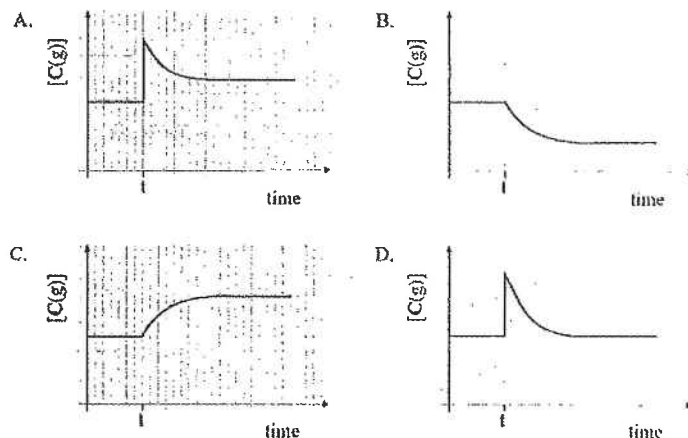 A.
[C(g)]
t
time
B.
[C(g)]
t
time
C.
[C(g)]
t
time
D.
[C(g)]
t
time